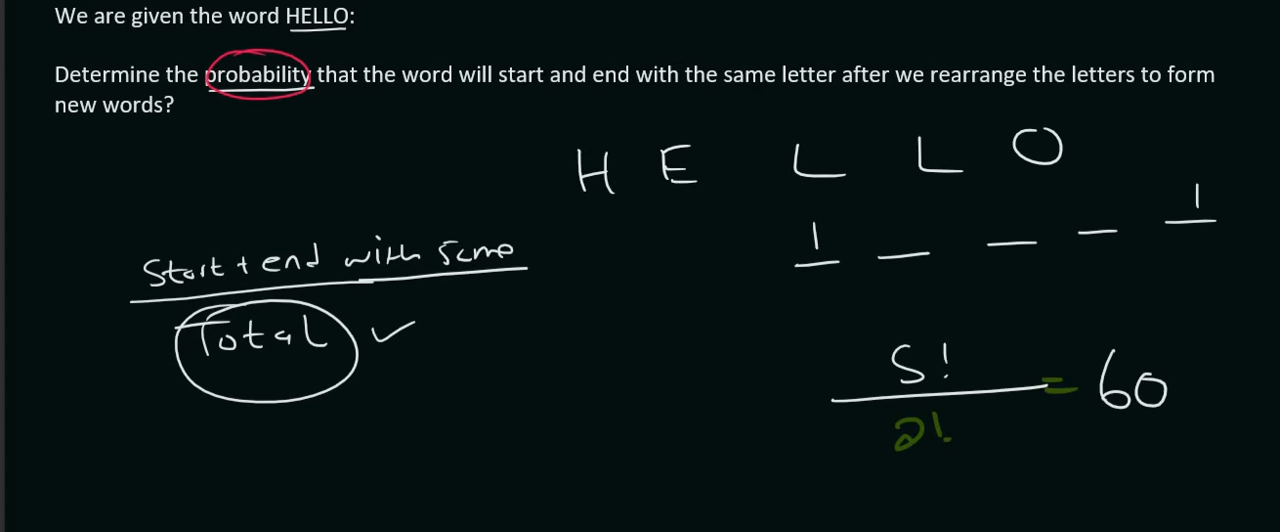 We are given the word HELLO:
Determine the probability that the word will start and end with the same letter after we rearrange the letters to form
new words?
H E L L O
1 _ _ _ 1
Start + end with same
Total ✓
5!
2!
= 60